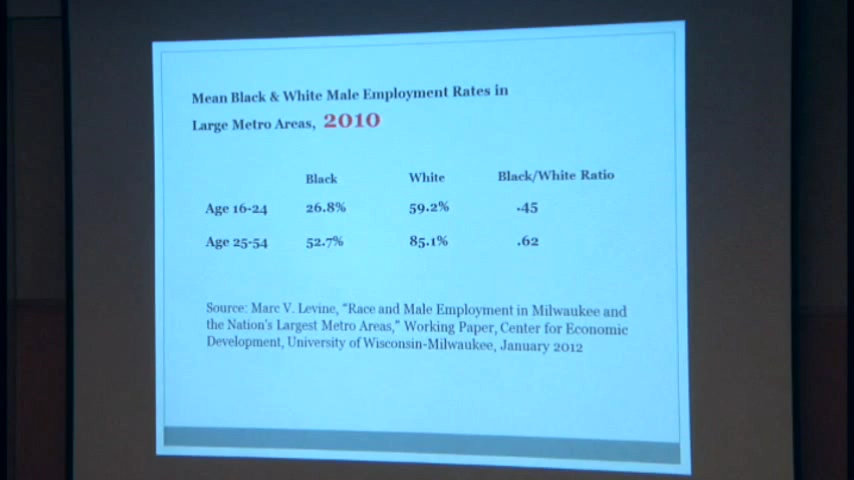 Mean Black & White Male Employment Rates in
Large Metro Areas, 2010
Black White Black/White Ratio
Age 16-24 26.8% 59.2% .45
Age 25-54 52.7% 85.1% .62
Source: Marc V. Levine, "Race and Male Employment in Milwaukee and
the Nation's Largest Metro Areas," Working Paper, Center for Economic
Development, University of Wisconsin-Milwaukee, January 2012